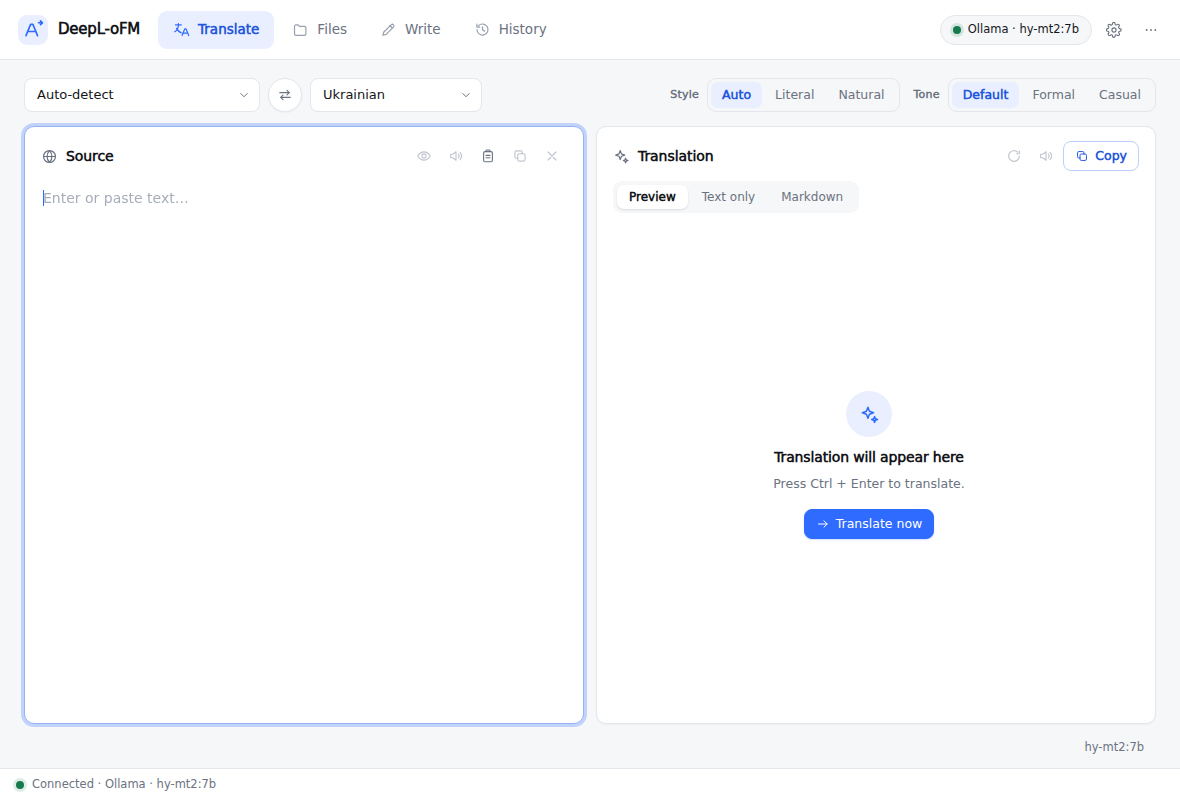 DeepL-oFM
Translate
Files
Write
History
Ollama · hy-mt2:7b
Auto-detect
Ukrainian
Style
Auto
Literal
Natural
Tone
Default
Formal
Casual
Source
Enter or paste text...
Translation
Copy
Preview
Text only
Markdown
Translation will appear here
Press Ctrl + Enter to translate.
Translate now
hy-mt2:7b
Connected · Ollama · hy-mt2:7b